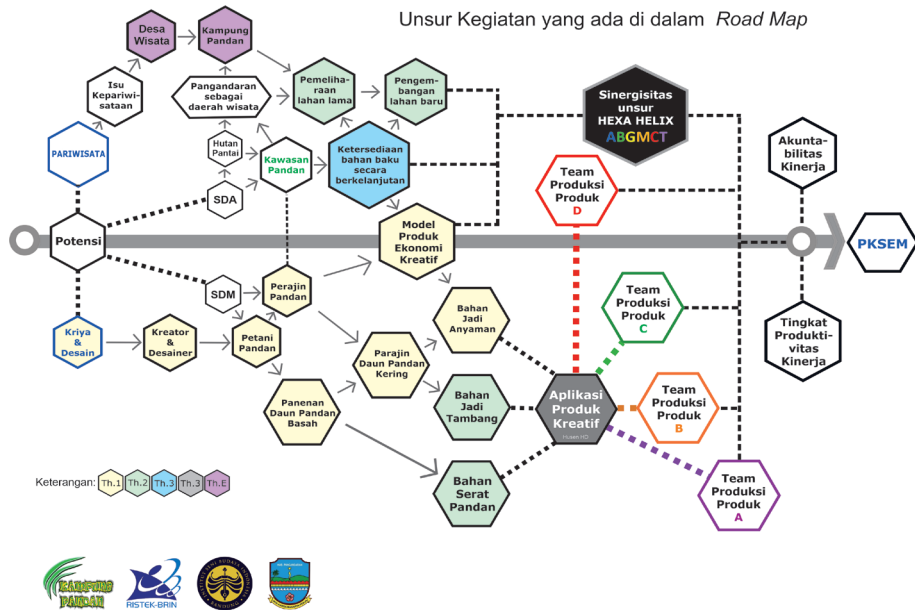 Unsur Kegiatan yang ada di dalam Road Map
Desa
Wisata
Kampung
Pandan
Isu
Kepariwi-
sataan
Pangandaran
sebagai
daerah wisata
Pemeliha-
raan
lahan lama
Pengem-
bangan
lahan baru
Sinergisitas
unsur
HEXA HELIX
ABGMCT
PARIWISATA
Hutan
Pantai
Kawasan
Pandan
Ketersediaan
bahan baku
secara
berkelanjutan
Akunta-
bilitas
Kinerja
SDA
Team
Produksi
Produk
D
Potensi
Model
Produk
Ekonomi
Kreatif
PKSEM
SDM
Perajin
Pandan
Team
Produksi
Produk
C
Kriya
&
Desain
Kreator
&
Desainer
Petani
Pandan
Bahan
Jadi
Anyaman
Tingkat
Produkti-
vitas
Kinerja
Parajin
Daun Pandan
Kering
Panenan
Daun Pandan
Basah
Bahan
Jadi
Tambang
Aplikasi
Produk
Kreatif
Husen HD
Team
Produksi
Produk
B
Bahan
Serat
Pandan
Team
Produksi
Produk
A
Keterangan: Th.1 Th.2 Th.3 Th.3 Th.E
KAMPUNG
PANDAN
RISTEK-BRIN
BANDUNG